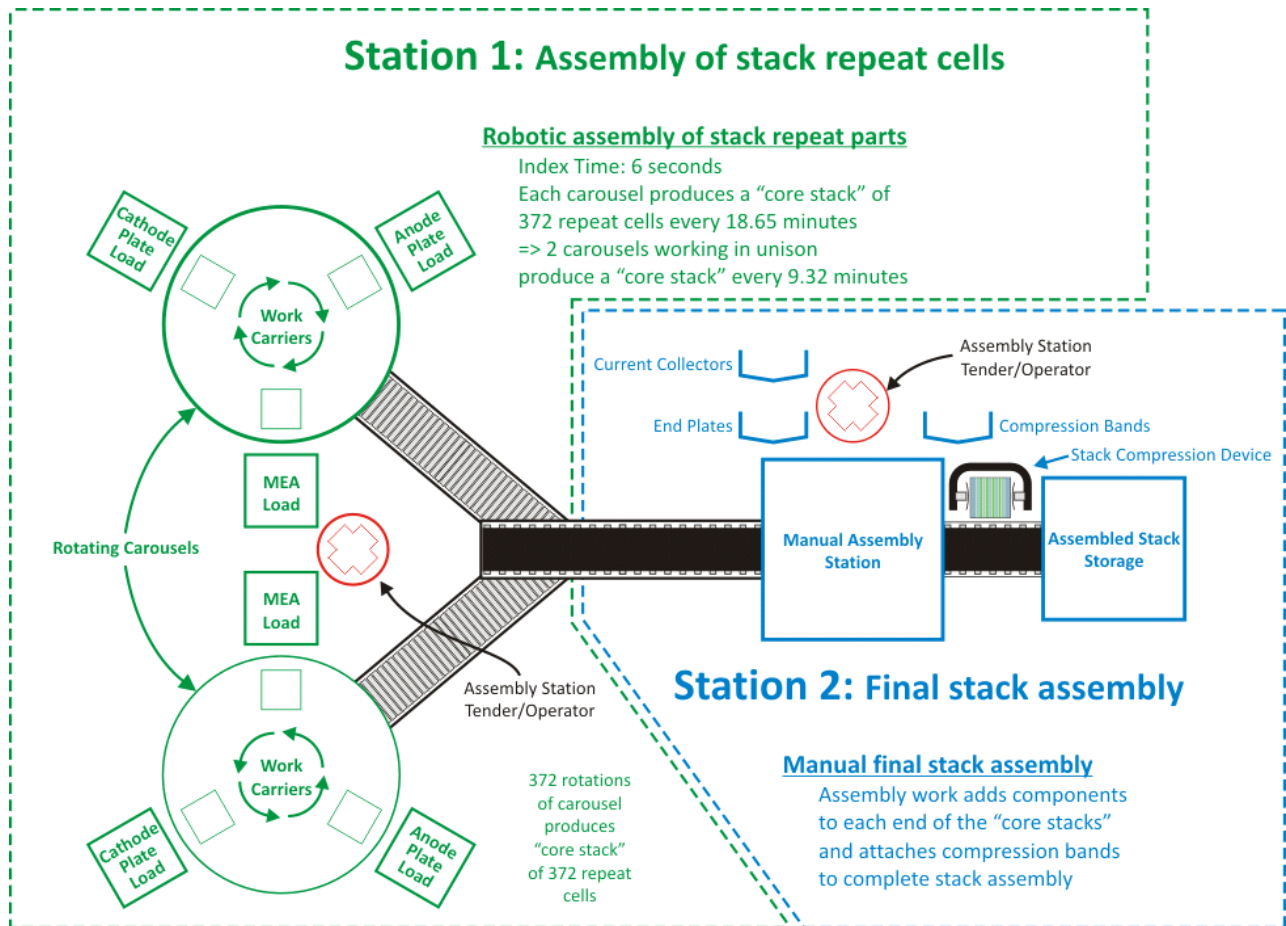 Station 1: Assembly of stack repeat cells
Robotic assembly of stack repeat parts
Index Time: 6 seconds
Each carousel produces a “core stack” of
372 repeat cells every 18.65 minutes
=> 2 carousels working in unison
produce a “core stack” every 9.32 minutes
Cathode
Plate
Load
Anode
Plate
Load
Work
Carriers
MEA
Load
Rotating Carousels
MEA
Load
Assembly Station
Tender/Operator
Work
Carriers
Cathode
Plate
Load
Anode
Plate
Load
372 rotations
of carousel
produces
“core stack”
of 372 repeat
cells
Current Collectors
Assembly Station
Tender/Operator
End Plates
Compression Bands
Stack Compression Device
Manual Assembly
Station
Assembled Stack
Storage
Station 2: Final stack assembly
Manual final stack assembly
Assembly work adds components
to each end of the “core stacks”
and attaches compression bands
to complete stack assembly